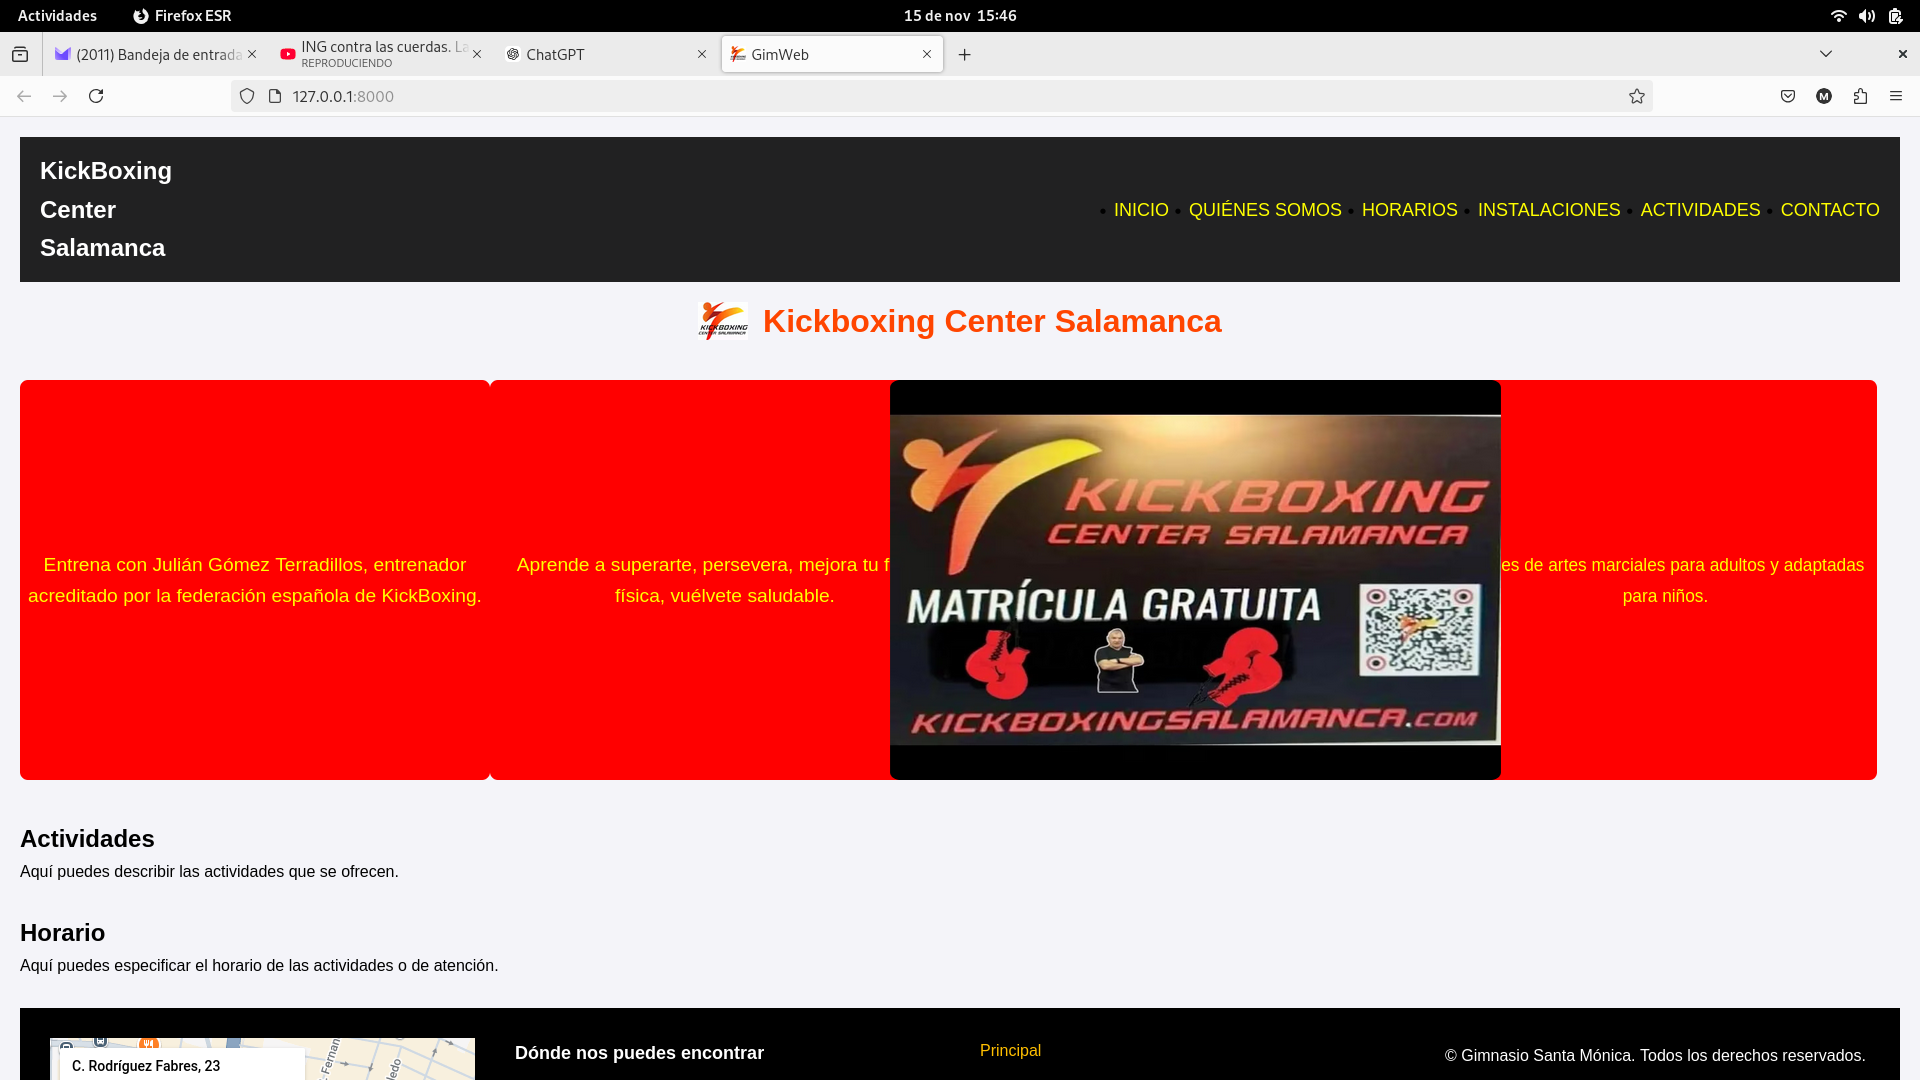 Actividades
Firefox ESR
15 de nov 15:46
(2011) Bandeja de entrada
ING contra las cuerdas. La
REPRODUCIENDO
ChatGPT
GimWeb
127.0.0.1:8000
M
KickBoxing
Center
Salamanca
INICIO
QUIÉNES SOMOS
HORARIOS
INSTALACIONES
ACTIVIDADES
CONTACTO
KICKBOXING
CENTER SALAMANCA
Kickboxing Center Salamanca
Entrena con Julián Gómez Terradillos, entrenador
acreditado por la federación española de KickBoxing.
Aprende a superarte, persevera, mejora tu f
física, vuélvete saludable.
KICKBOXING
CENTER SALAMANCA
MATRÍCULA GRATUITA
KICKBOXINGSALAMANCA.COM
es de artes marciales para adultos y adaptadas
para niños.
Actividades
Aquí puedes describir las actividades que se ofrecen.
Horario
Aquí puedes especificar el horario de las actividades o de atención.
C. Rodríguez Fabres, 23
Dónde nos puedes encontrar
Principal
© Gimnasio Santa Mónica. Todos los derechos reservados.